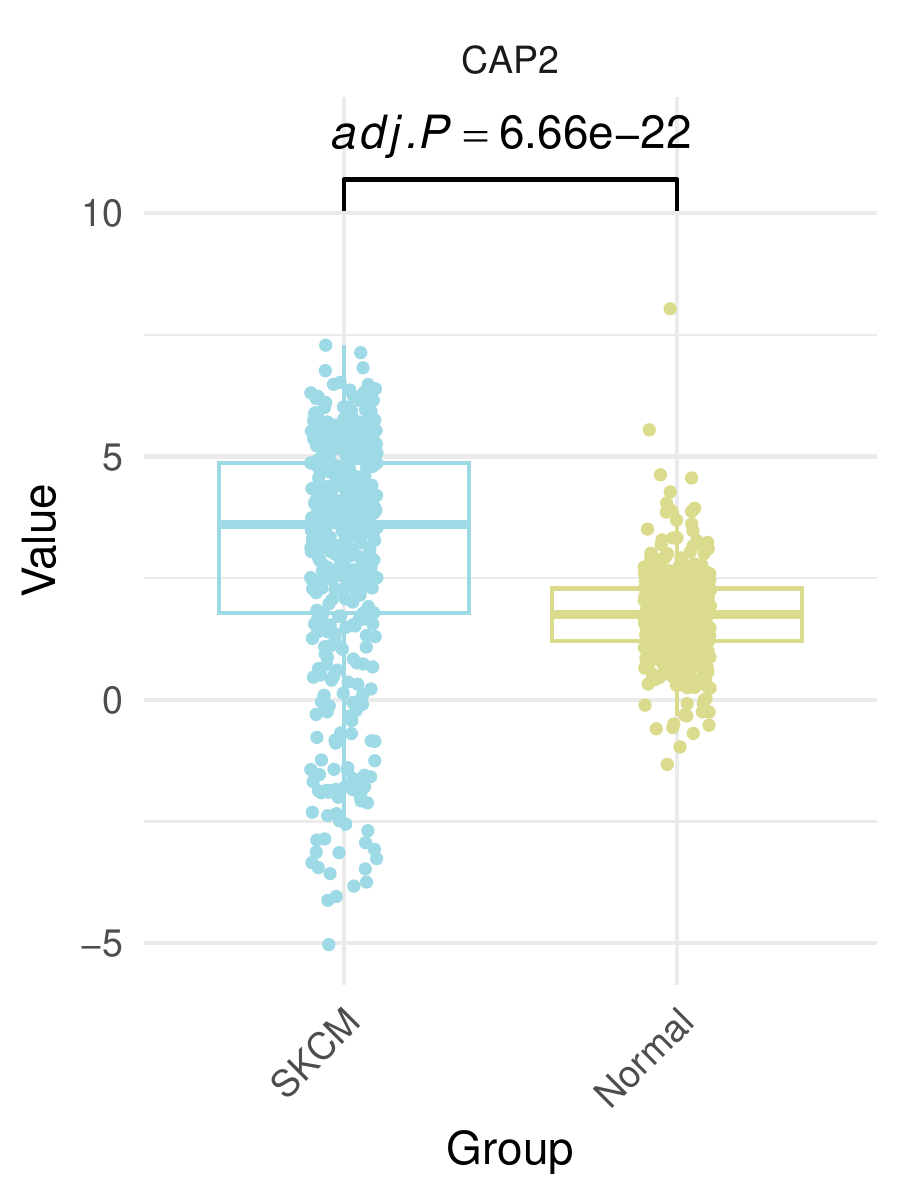 CAP2
adj.P = 6.66e−22
10
5
0
−5
Value
SKCM
Normal
Group